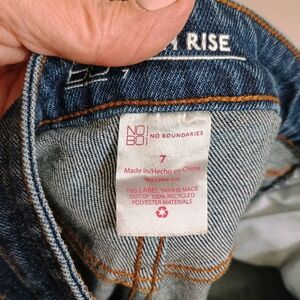 RISE
7
NO
BO
NO BOUNDARIES
7
Made in/Hecho en China
THIS LABEL YARN IS MADE
OUT OF 100% RECYCLED
POLYESTER MATERIALS